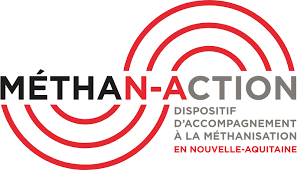 MÉTHAN-ACTION
DISPOSITIF
D'ACCOMPAGNEMENT
À LA MÉTHANISATION
EN NOUVELLE-AQUITAINE